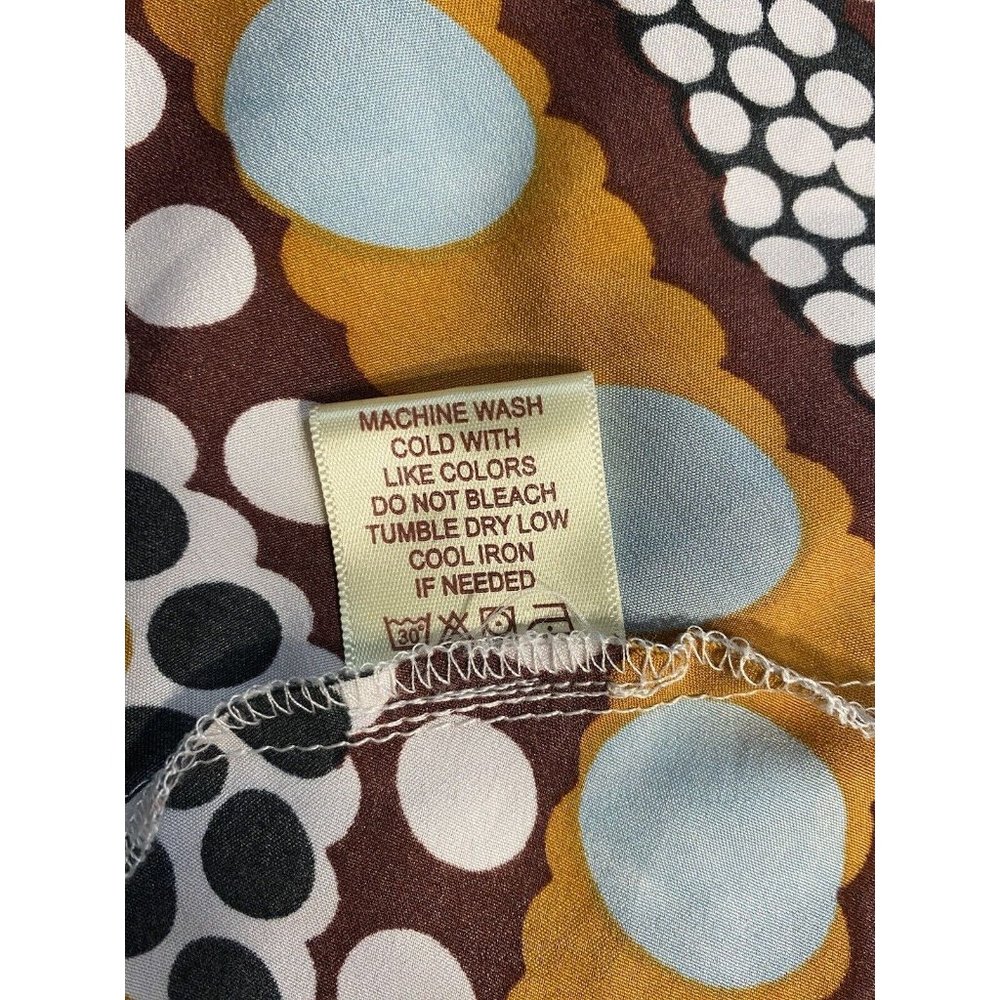 MACHINE WASH
COLD WITH
LIKE COLORS
DO NOT BLEACH
TUMBLE DRY LOW
COOL IRON
IF NEEDED
30°